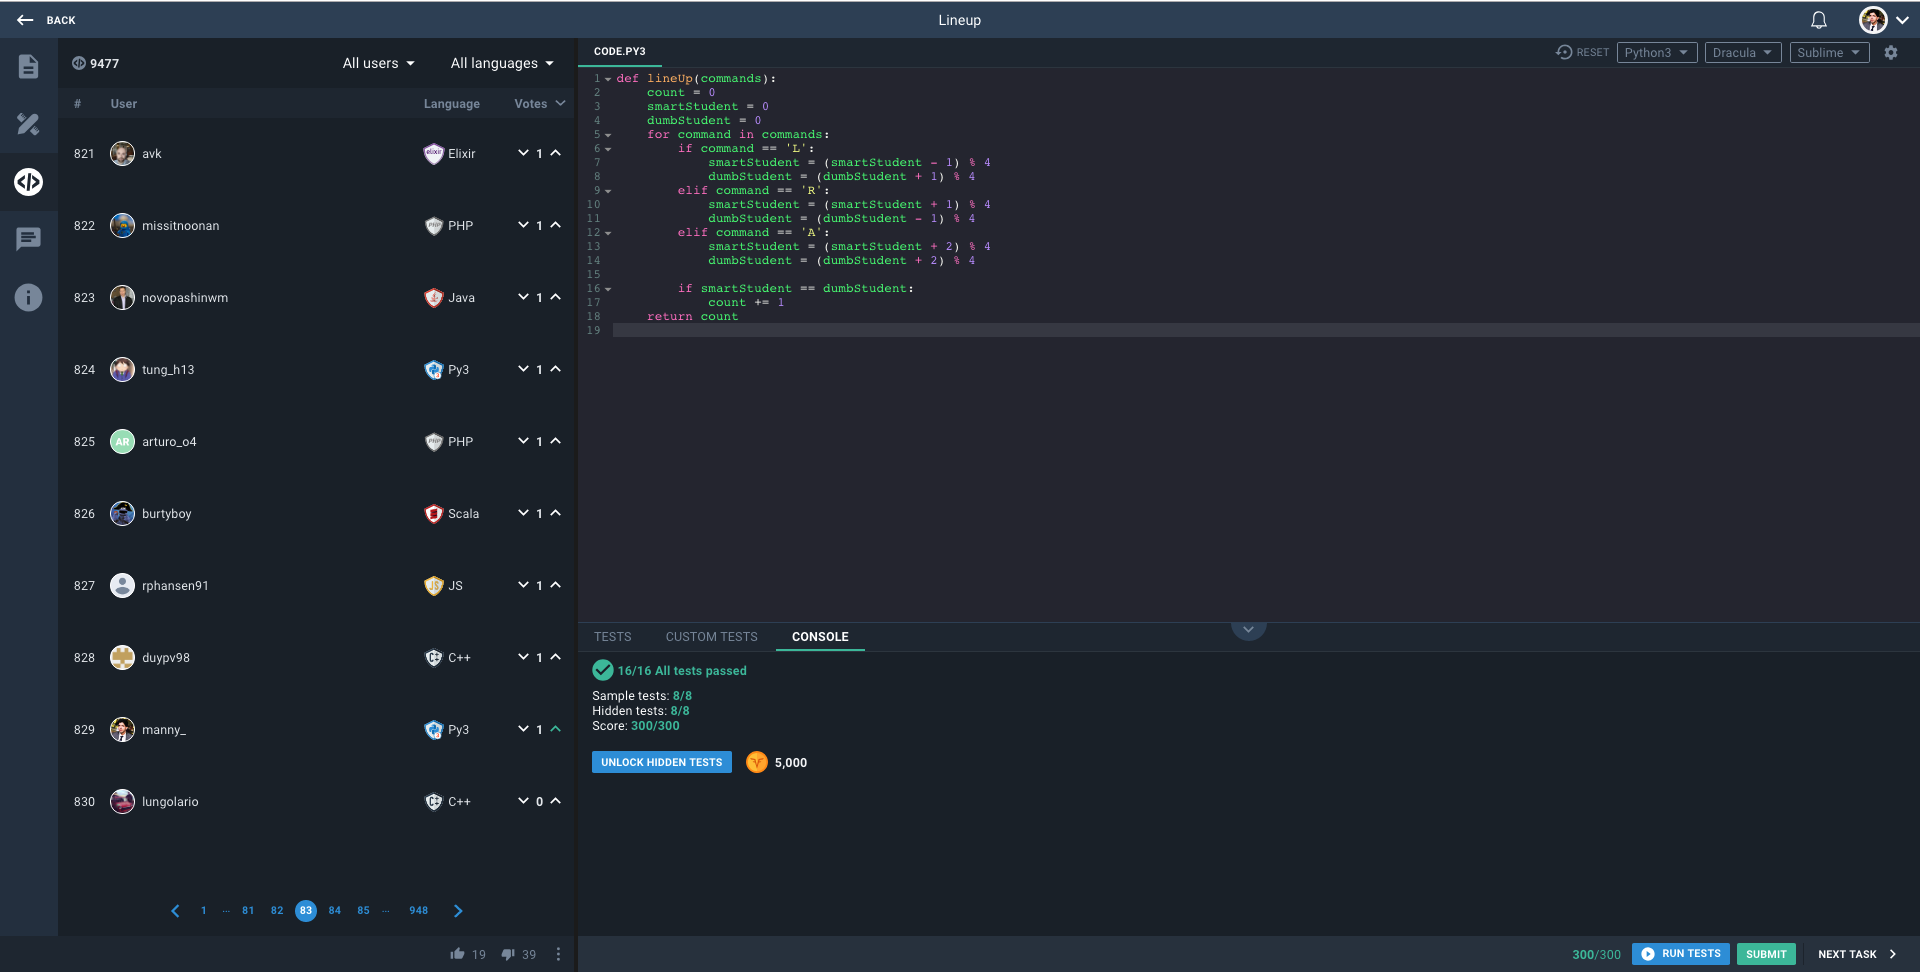 BACK
Lineup
9477
All users
All languages
# User Language Votes
821 avk Elixir 1
822 missitnoonan PHP 1
823 novopashinwm Java 1
824 tung_h13 Py3 1
825 AR arturo_o4 PHP 1
826 burtyboy Scala 1
827 rphansen91 JS JS 1
828 duypv98 C++ 1
829 manny_ Py3 1
830 lungolario C++ 0
1 ... 81 82 83 84 85 ... 948
19 39
CODE.PY3
RESET Python3 Dracula Sublime
1 def lineUp(commands):
2     count = 0
3     smartStudent = 0
4     dumbStudent = 0
5     for command in commands:
6         if command == 'L':
7             smartStudent = (smartStudent - 1) % 4
8             dumbStudent = (dumbStudent + 1) % 4
9         elif command == 'R':
10             smartStudent = (smartStudent + 1) % 4
11             dumbStudent = (dumbStudent - 1) % 4
12         elif command == 'A':
13             smartStudent = (smartStudent + 2) % 4
14             dumbStudent = (dumbStudent + 2) % 4
15
16         if smartStudent == dumbStudent:
17             count += 1
18     return count
19
TESTS CUSTOM TESTS CONSOLE
16/16 All tests passed
Sample tests: 8/8
Hidden tests: 8/8
Score: 300/300
UNLOCK HIDDEN TESTS 5,000
300/300 RUN TESTS SUBMIT NEXT TASK